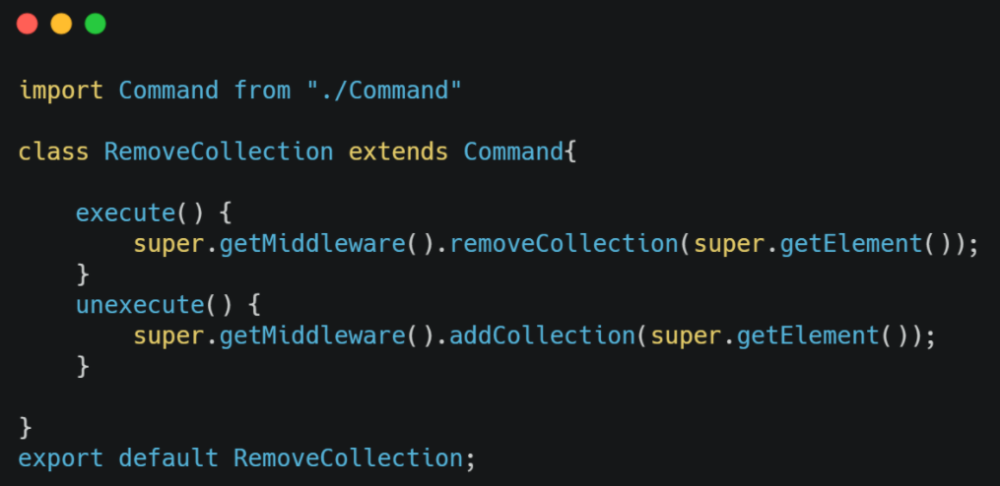 import Command from "./Command"
class RemoveCollection extends Command{
execute() {
super.getMiddleware().removeCollection(super.getElement());
}
unexecute() {
super.getMiddleware().addCollection(super.getElement());
}
}
export default RemoveCollection;